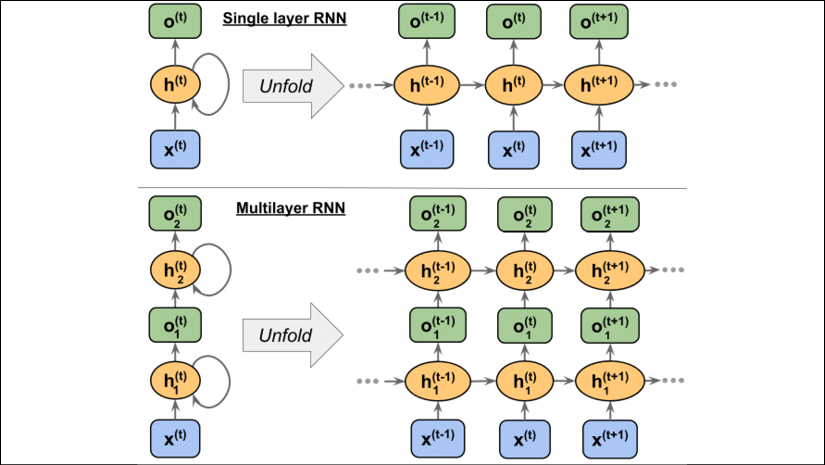 Single layer RNN
o(t)
h(t)
x(t)
Unfold
o(t-1) o(t) o(t+1)
h(t-1) h(t) h(t+1)
x(t-1) x(t) x(t+1)
Multilayer RNN
o2(t)
h2(t)
o1(t)
h1(t)
x(t)
Unfold
o2(t-1) o2(t) o2(t+1)
h2(t-1) h2(t) h2(t+1)
o1(t-1) o1(t) o1(t+1)
h1(t-1) h1(t) h1(t+1)
x(t-1) x(t) x(t+1)